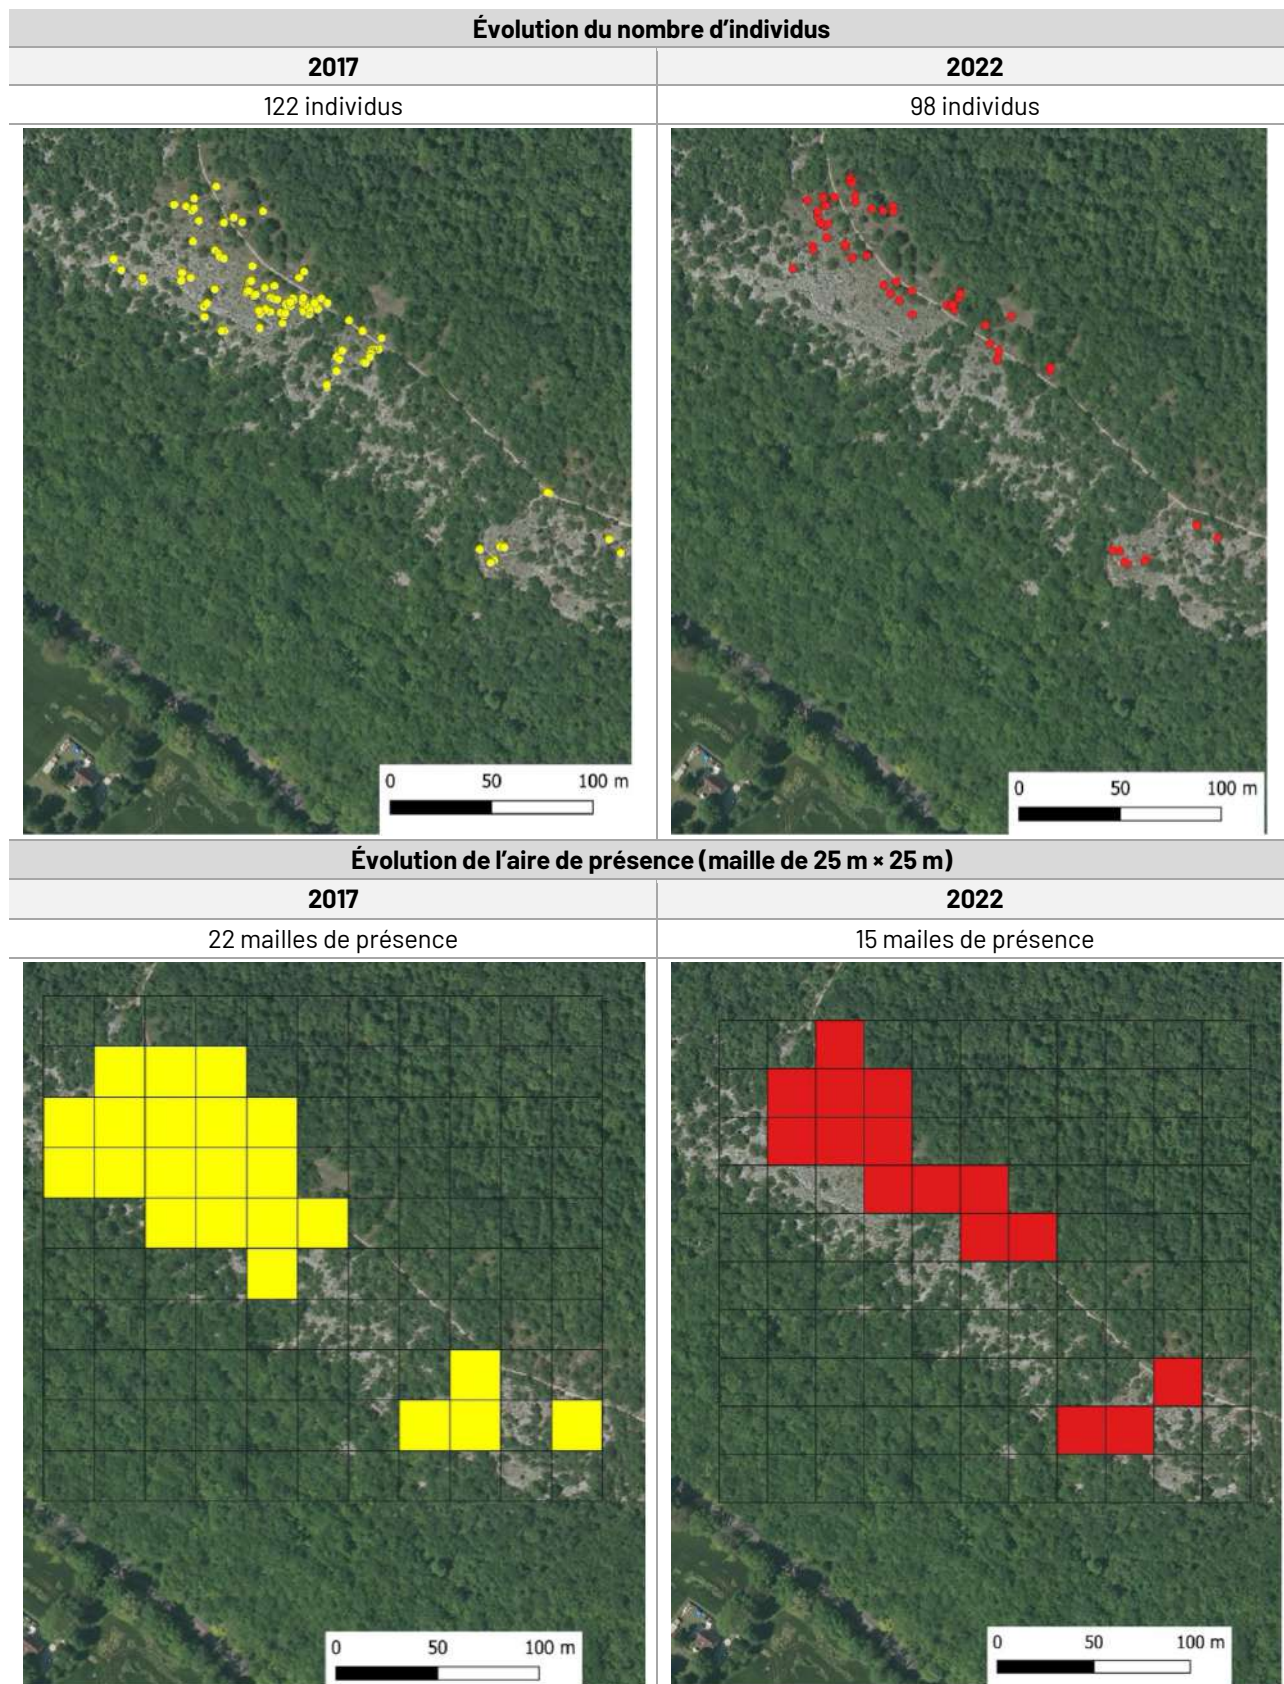 Évolution du nombre d’individus
2017
2022
122 individus
98 individus
0 50 100 m
0 50 100 m
Évolution de l’aire de présence (maille de 25 m × 25 m)
2017
2022
22 mailles de présence
15 mailes de présence
0 50 100 m
0 50 100 m